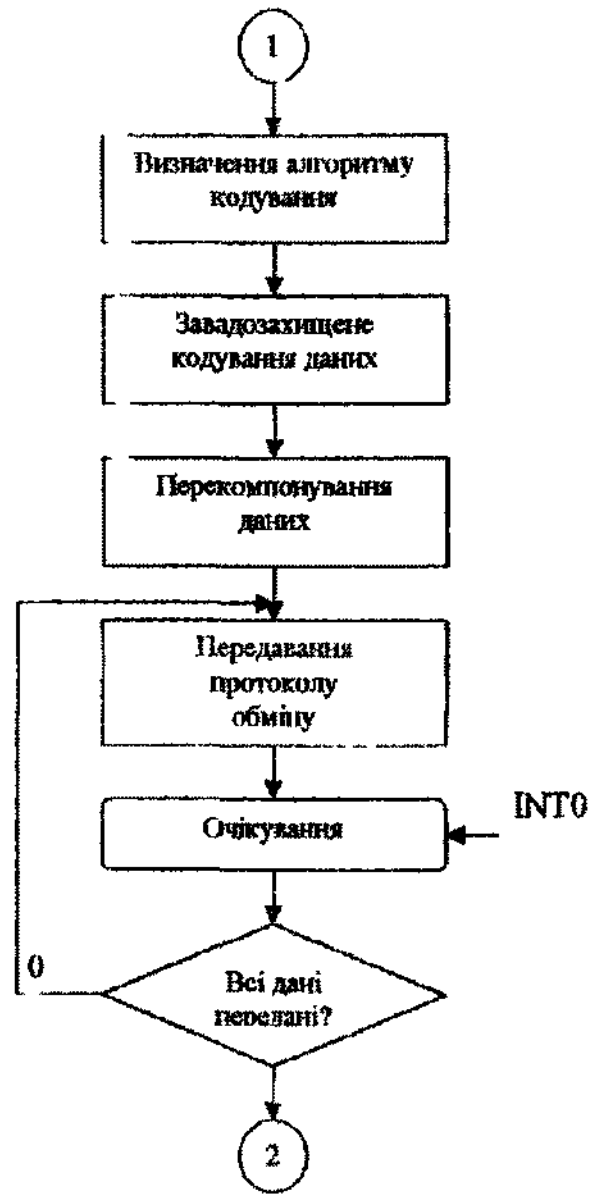 1
Визначення алгоритму
кодування
Завадозахищене
кодування даних
Перекомпонування
даних
Передавання
протоколу
обміну
Очікування
INT0
0
Всі дані
передані?
2